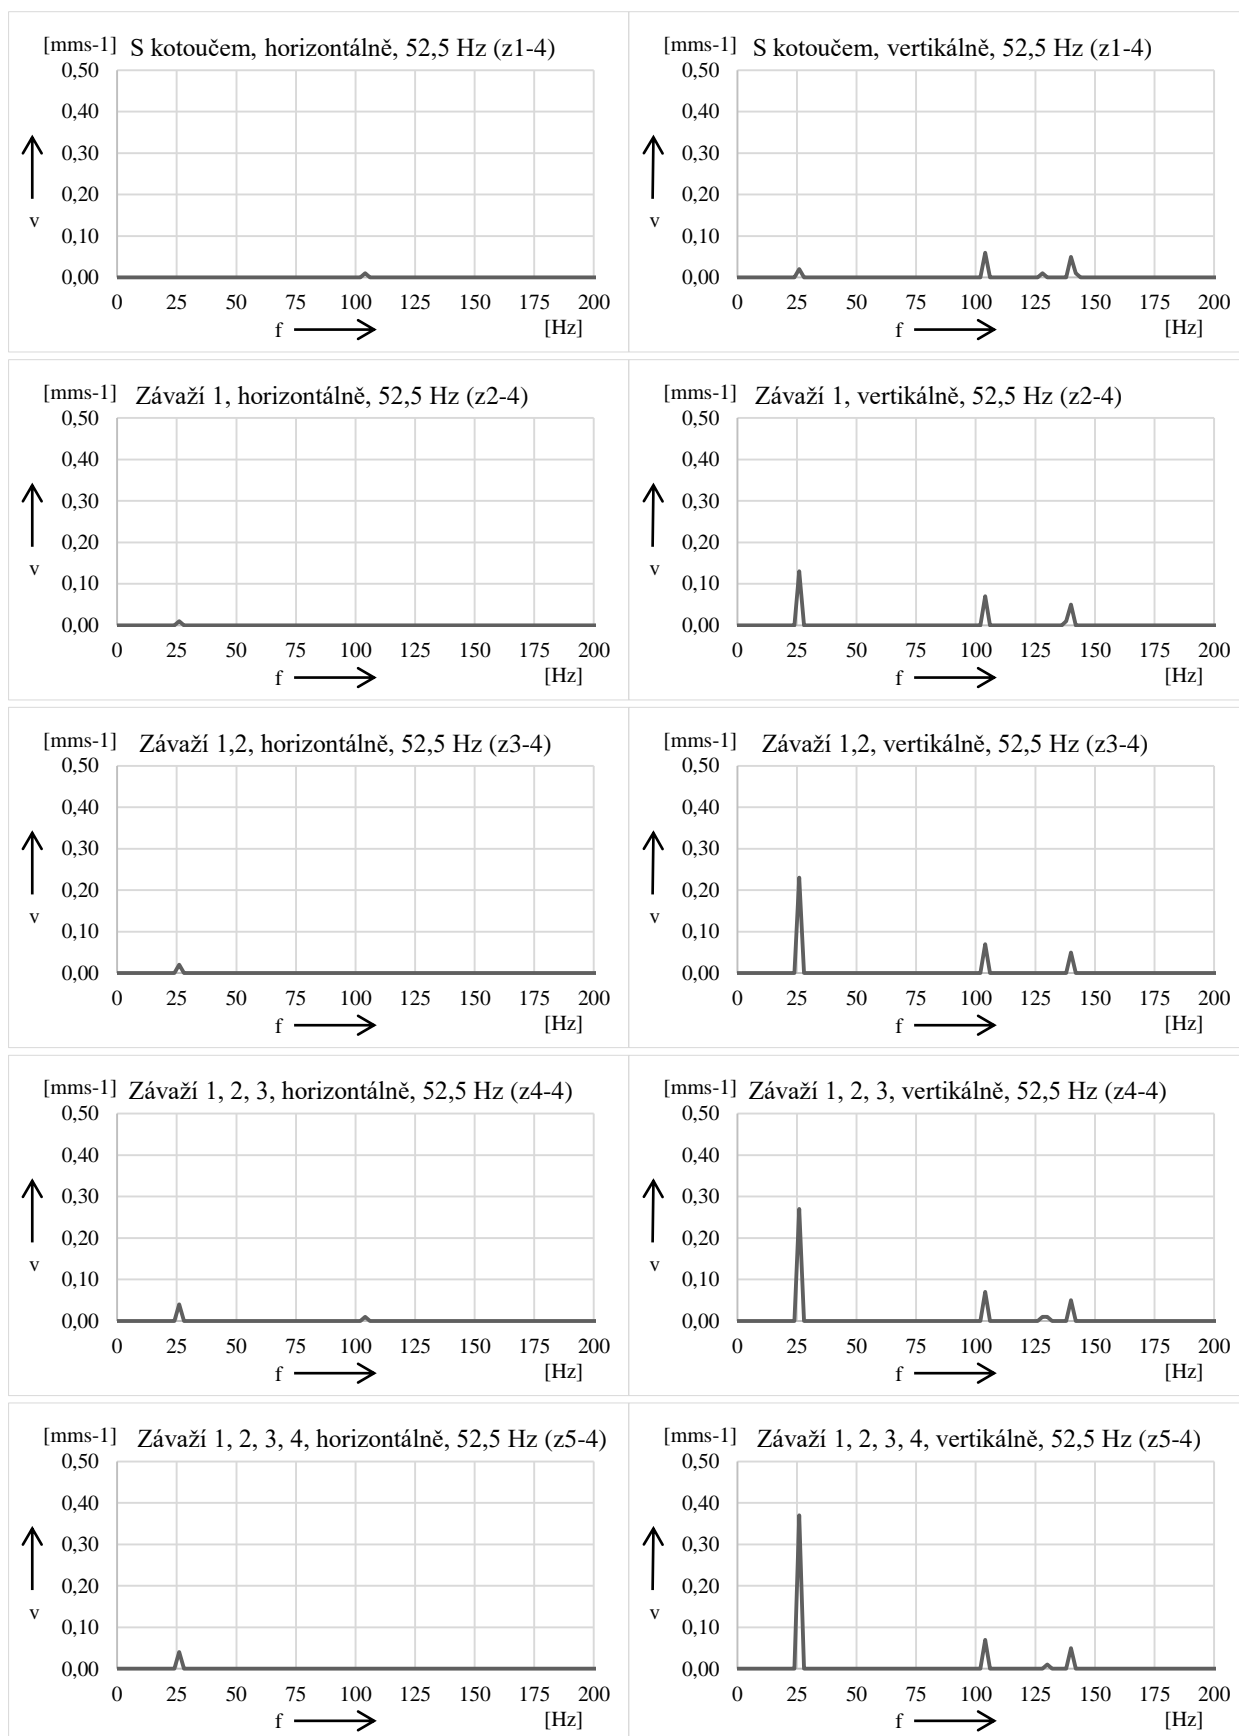 [mms-1] S kotoučem, horizontálně, 52,5 Hz (z1-4)
0,50
0,40
0,30
0,20
v
0,10
0,00
0 25 50 75 100 125 150 175 200
f [Hz]
[mms-1] S kotoučem, vertikálně, 52,5 Hz (z1-4)
0,50
0,40
0,30
0,20
v
0,10
0,00
0 25 50 75 100 125 150 175 200
f [Hz]
[mms-1] Závaží 1, horizontálně, 52,5 Hz (z2-4)
0,50
0,40
0,30
0,20
v
0,10
0,00
0 25 50 75 100 125 150 175 200
f [Hz]
[mms-1] Závaží 1, vertikálně, 52,5 Hz (z2-4)
0,50
0,40
0,30
0,20
v
0,10
0,00
0 25 50 75 100 125 150 175 200
f [Hz]
[mms-1] Závaží 1,2, horizontálně, 52,5 Hz (z3-4)
0,50
0,40
0,30
0,20
v
0,10
0,00
0 25 50 75 100 125 150 175 200
f [Hz]
[mms-1] Závaží 1,2, vertikálně, 52,5 Hz (z3-4)
0,50
0,40
0,30
0,20
v
0,10
0,00
0 25 50 75 100 125 150 175 200
f [Hz]
[mms-1] Závaží 1, 2, 3, horizontálně, 52,5 Hz (z4-4)
0,50
0,40
0,30
0,20
v
0,10
0,00
0 25 50 75 100 125 150 175 200
f [Hz]
[mms-1] Závaží 1, 2, 3, vertikálně, 52,5 Hz (z4-4)
0,50
0,40
0,30
0,20
v
0,10
0,00
0 25 50 75 100 125 150 175 200
f [Hz]
[mms-1] Závaží 1, 2, 3, 4, horizontálně, 52,5 Hz (z5-4)
0,50
0,40
0,30
0,20
v
0,10
0,00
0 25 50 75 100 125 150 175 200
f [Hz]
[mms-1] Závaží 1, 2, 3, 4, vertikálně, 52,5 Hz (z5-4)
0,50
0,40
0,30
0,20
v
0,10
0,00
0 25 50 75 100 125 150 175 200
f [Hz]